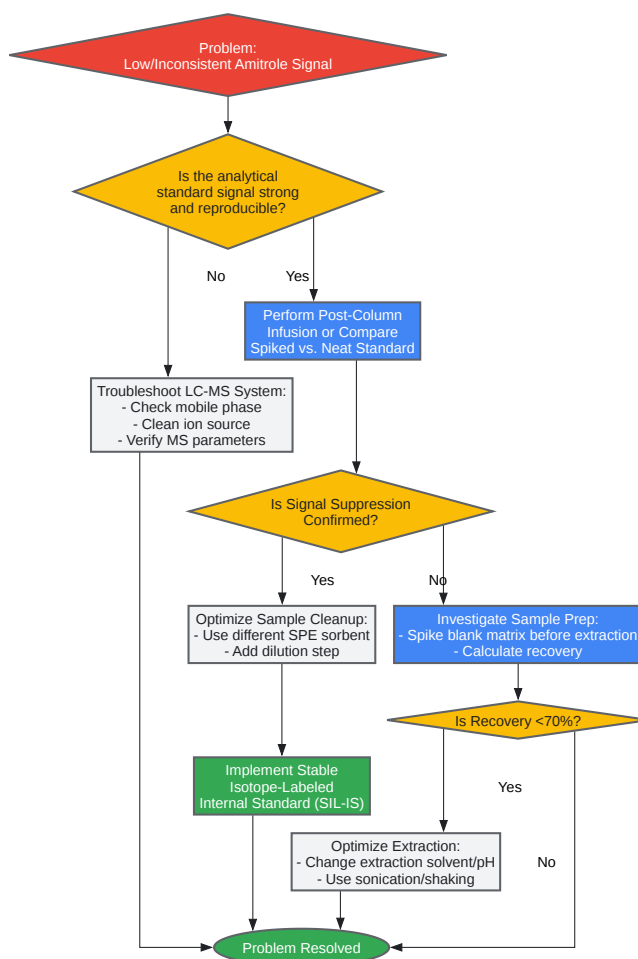 Problem:
Low/Inconsistent Amitrole Signal
Is the analytical
standard signal strong
and reproducible?
No
Yes
Perform Post-Column
Infusion or Compare
Spiked vs. Neat Standard
Troubleshoot LC-MS System:
- Check mobile phase
- Clean ion source
- Verify MS parameters
Is Signal Suppression
Confirmed?
Yes
No
Optimize Sample Cleanup:
- Use different SPE sorbent
- Add dilution step
Investigate Sample Prep:
- Spike blank matrix before extraction
- Calculate recovery
Is Recovery <70%?
Implement Stable
Isotope-Labeled
Internal Standard (SIL-IS)
Yes
No
Optimize Extraction:
- Change extraction solvent/pH
- Use sonication/shaking
Problem Resolved